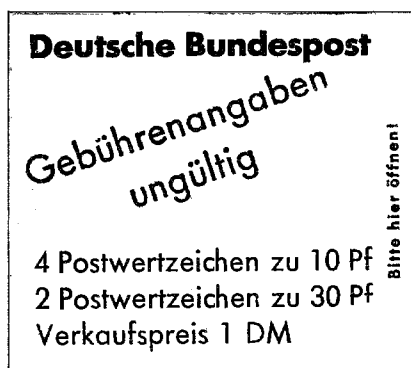 Deutsche Bundespost
Gebührenangaben
ungültig
Bitte hier öffnen!
4 Postwertzeichen zu 10 Pf
2 Postwertzeichen zu 30 Pf
Verkaufspreis 1 DM